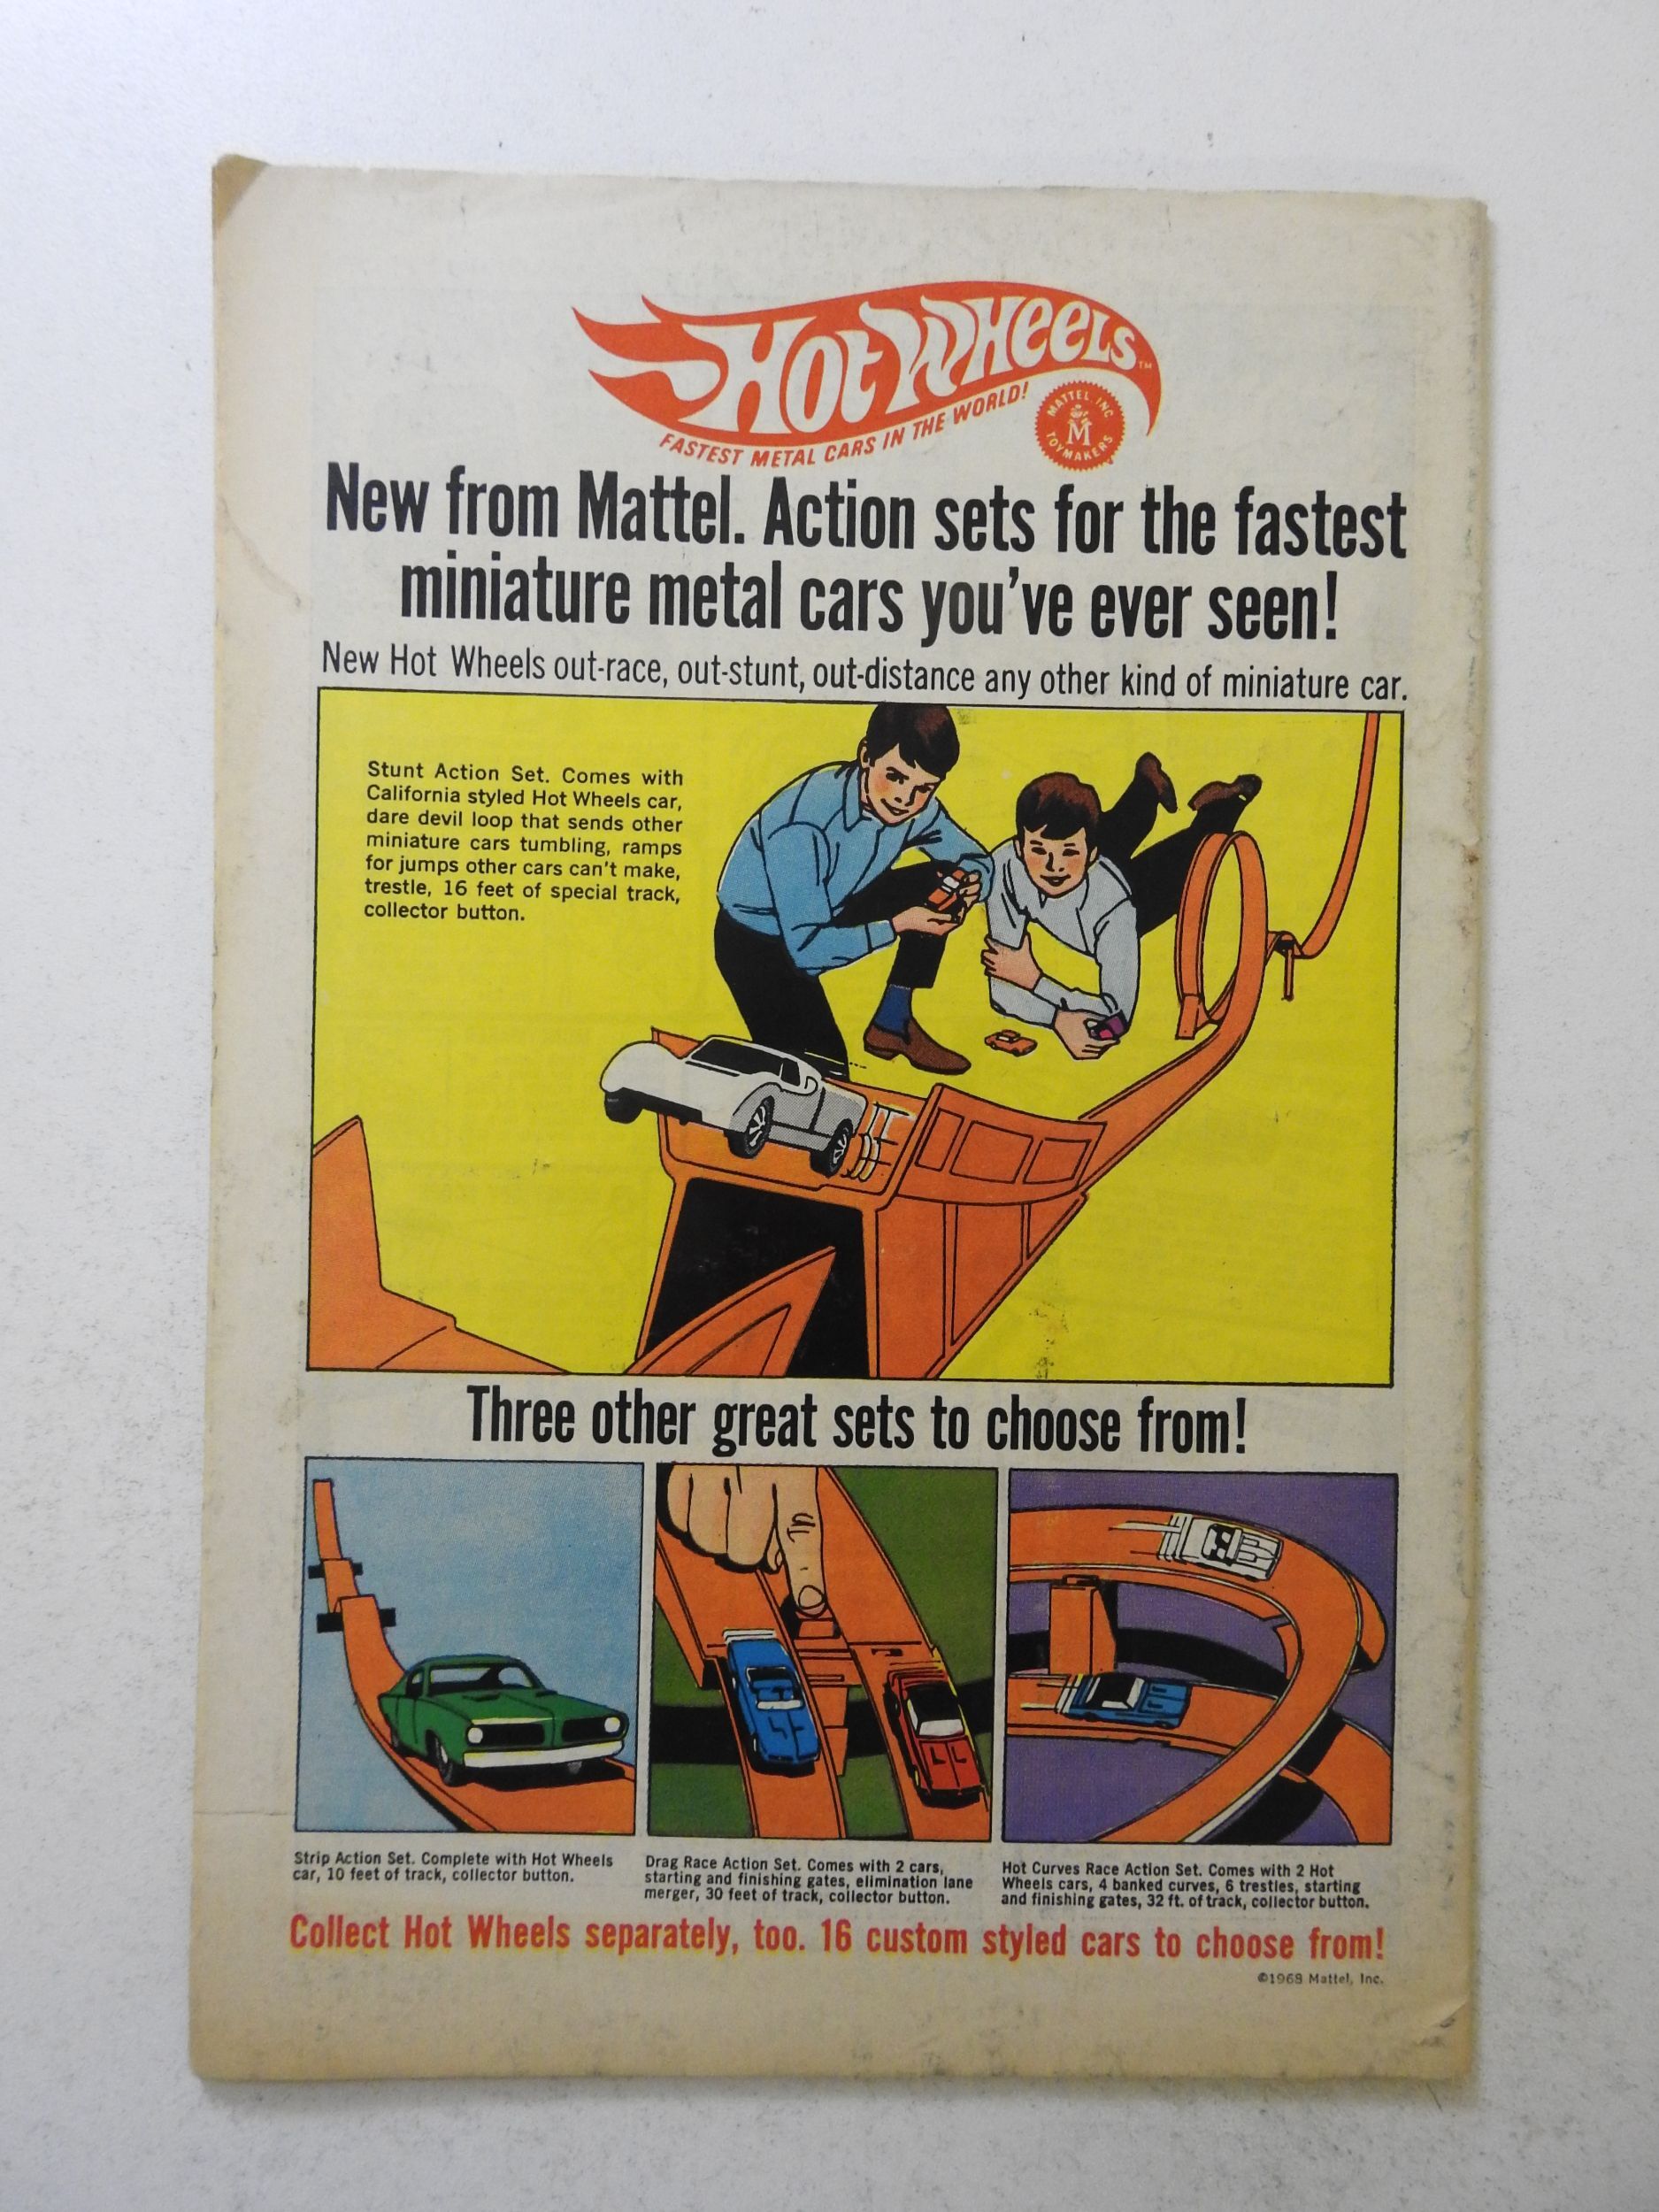 HOT WHEELS™
FASTEST METAL CARS IN THE WORLD!
MATTEL, INC.
M
TOYMAKERS
New from Mattel. Action sets for the fastest
miniature metal cars you've ever seen!
New Hot Wheels out-race, out-stunt, out-distance any other kind of miniature car.
Stunt Action Set. Comes with
California styled Hot Wheels car,
dare devil loop that sends other
miniature cars tumbling, ramps
for jumps other cars can't make,
trestle, 16 feet of special track,
collector button.
Three other great sets to choose from!
Strip Action Set. Complete with Hot Wheels
car, 10 feet of track, collector button.
Drag Race Action Set. Comes with 2 cars,
starting and finishing gates, elimination lane
merger, 30 feet of track, collector button.
Hot Curves Race Action Set. Comes with 2 Hot
Wheels cars, 4 banked curves, 6 trestles, starting
and finishing gates, 32 ft. of track, collector button.
Collect Hot Wheels separately, too. 16 custom styled cars to choose from!
©1968 Mattel, Inc.